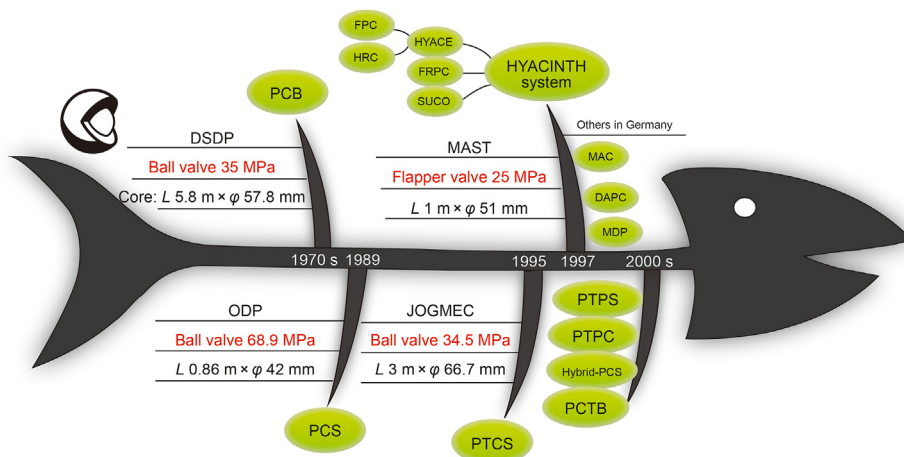 FPC
HYACE
HRC
FRPC
SUCO
HYACINTH
system
PCB
DSDP
Ball valve 35 MPa
Core: L 5.8 m × φ 57.8 mm
MAST
Flapper valve 25 MPa
L 1 m × φ 51 mm
Others in Germany
MAC
DAPC
MDP
1970 s 1989 1995 1997 2000 s
ODP
Ball valve 68.9 MPa
L 0.86 m × φ 42 mm
PCS
JOGMEC
Ball valve 34.5 MPa
L 3 m × φ 66.7 mm
PTCS
PTPS
PTPC
Hybrid-PCS
PCTB